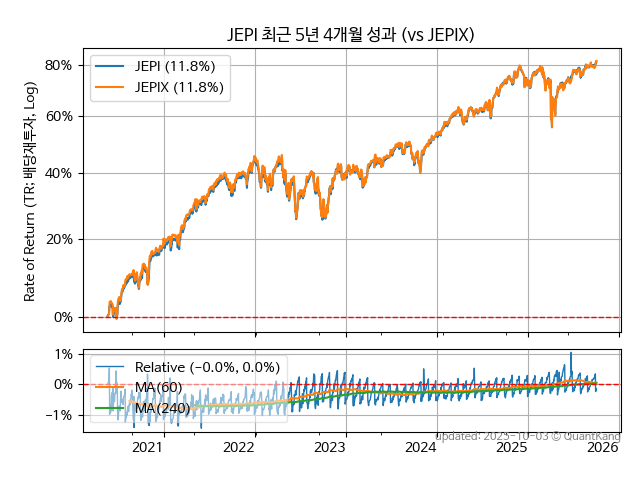 JEPI 최근 5년 4개월 성과 (vs JEPIX)
Rate of Return (TR: 배당재투자, Log)
80%
60%
40%
20%
0%
JEPI (11.8%)
JEPIX (11.8%)
1%
0%
−1%
Relative (−0.0%, 0.0%)
MA(60)
MA(240)
2021 2022 2023 2024 2025 2026
updated: 2025-10-03 © QuantKang